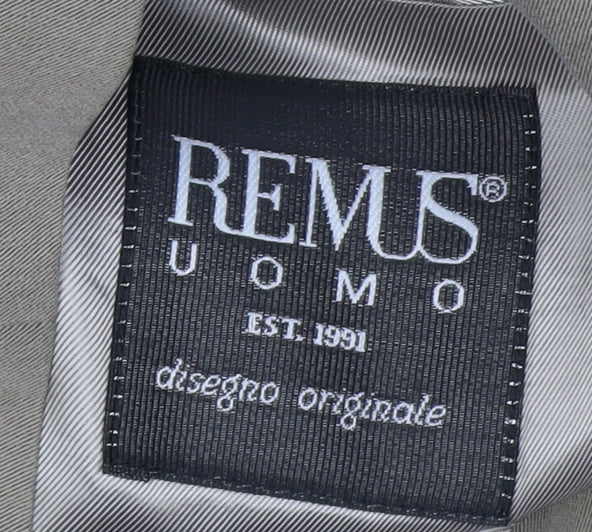 REMUS®
UOMO
EST. 1991
disegno originale